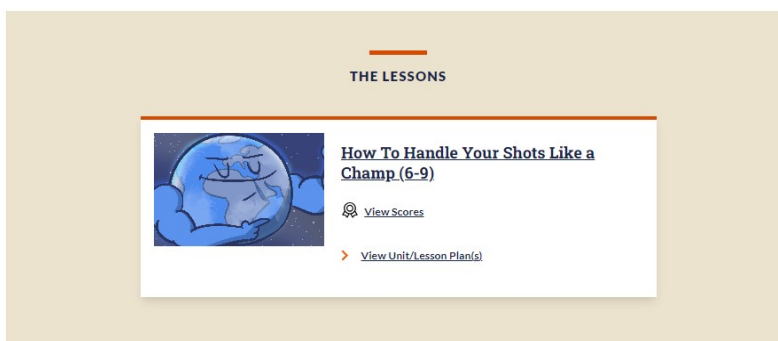 THE LESSONS
How To Handle Your Shots Like a
Champ (6-9)
View Scores
View Unit/Lesson Plan(s)